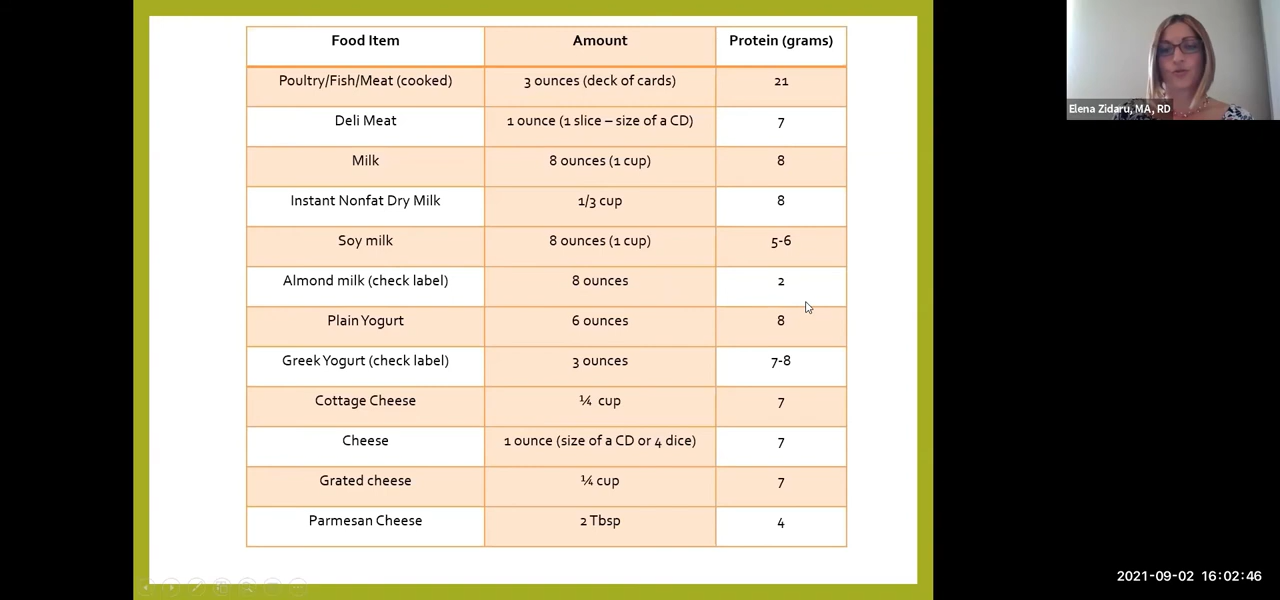 Food Item Amount Protein (grams)
Poultry/Fish/Meat (cooked) 3 ounces (deck of cards) 21
Deli Meat 1 ounce (1 slice – size of a CD) 7
Milk 8 ounces (1 cup) 8
Instant Nonfat Dry Milk 1/3 cup 8
Soy milk 8 ounces (1 cup) 5-6
Almond milk (check label) 8 ounces 2
Plain Yogurt 6 ounces 8
Greek Yogurt (check label) 3 ounces 7-8
Cottage Cheese ¼ cup 7
Cheese 1 ounce (size of a CD or 4 dice) 7
Grated cheese ¼ cup 7
Parmesan Cheese 2 Tbsp 4
Elena Zidaru, MA, RD
2021-09-02 16:02:46